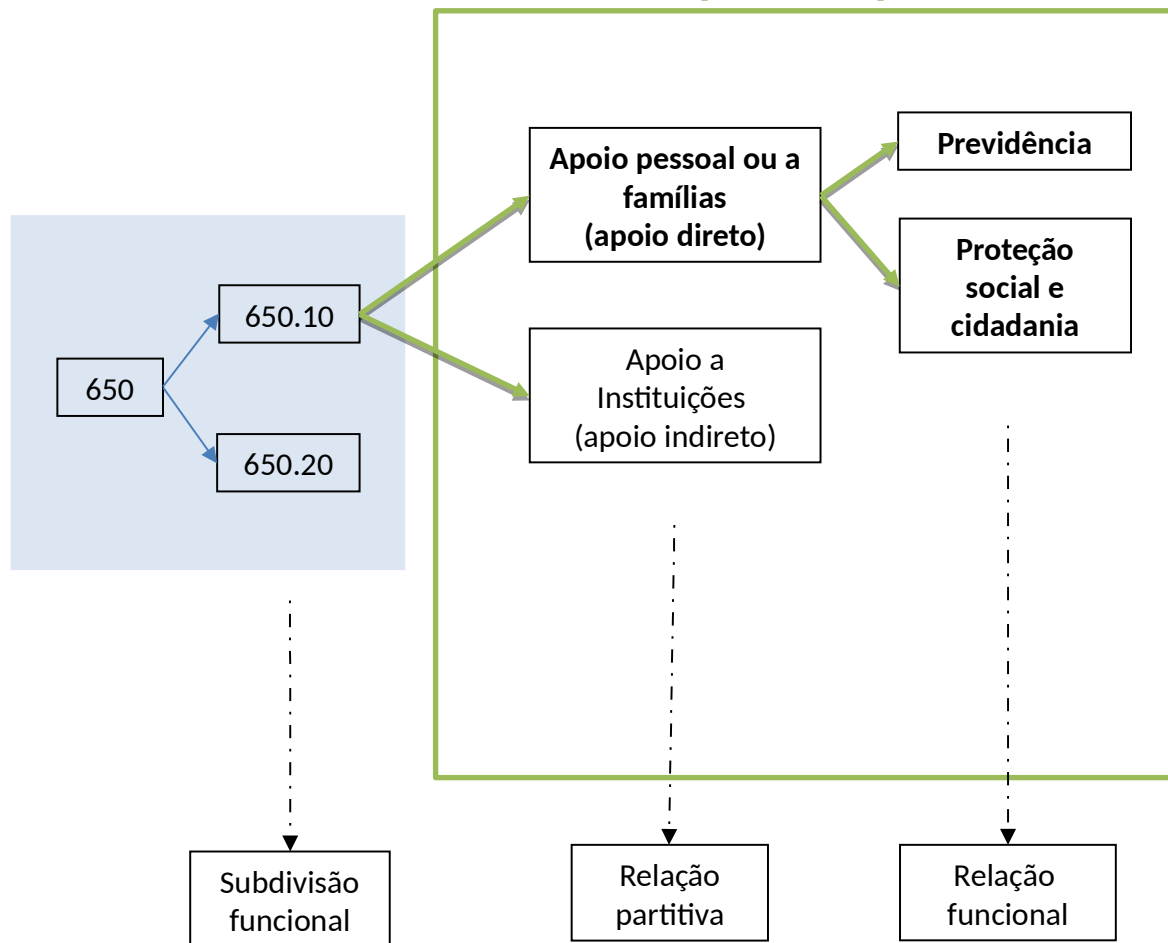 Apoio pessoal ou a
famílias
(apoio direto)
Previdência
Proteção
social e
cidadania
650.10
650
650.20
Apoio a
Instituições
(apoio indireto)
Subdivisão
funcional
Relação
partitiva
Relação
funcional